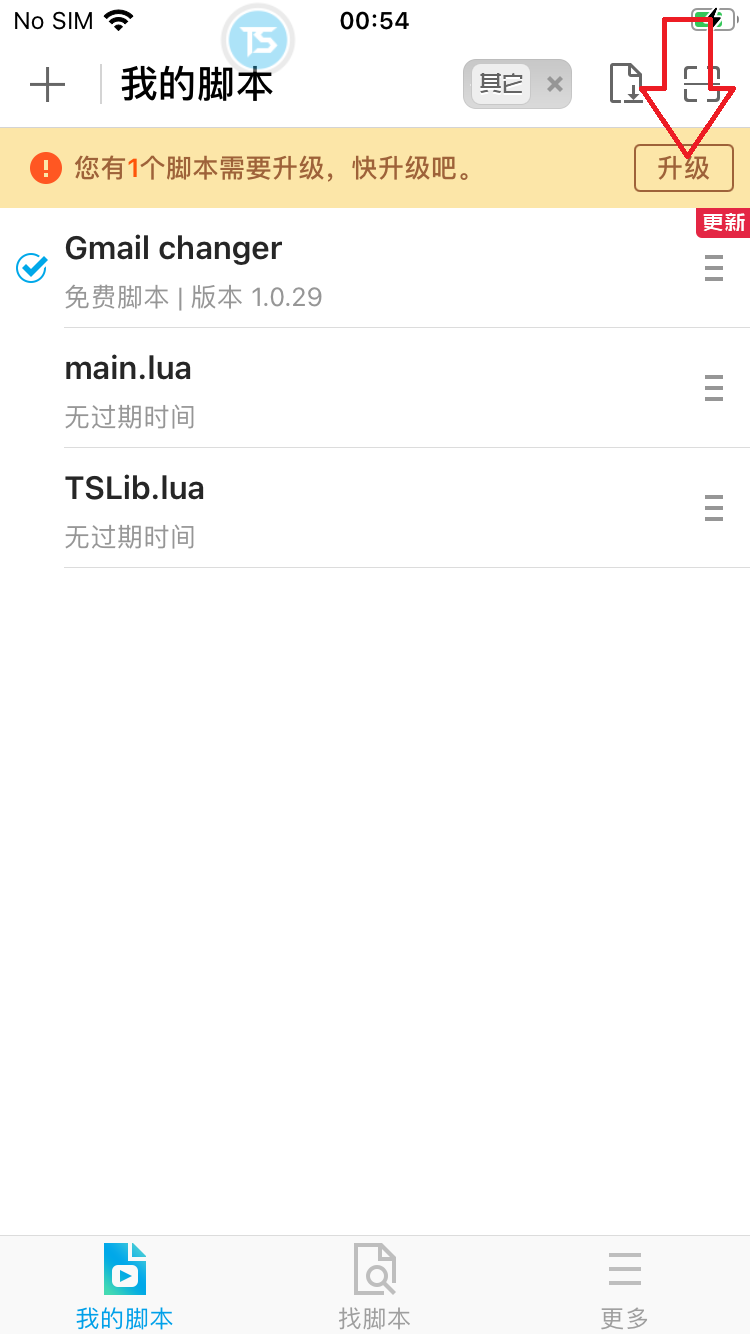 No SIM 00:54
TS
我的脚本 其它
您有1个脚本需要升级，快升级吧。 升级
更新
Gmail changer
免费脚本 | 版本 1.0.29
main.lua
无过期时间
TSLib.lua
无过期时间
我的脚本 找脚本 更多